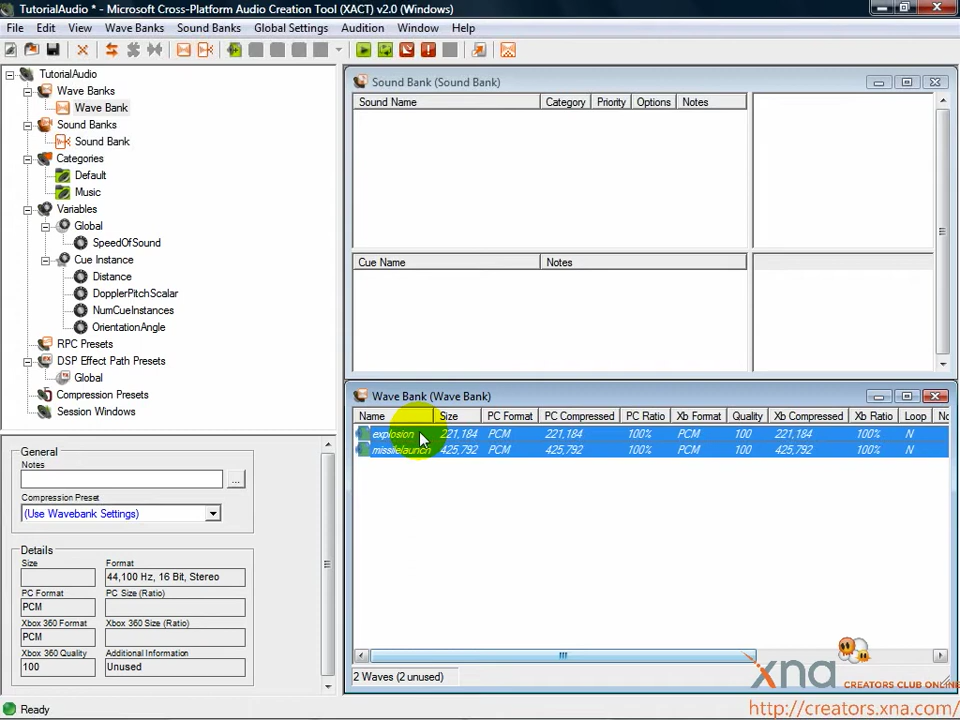 TutorialAudio * - Microsoft Cross-Platform Audio Creation Tool (XACT) v2.0 (Windows)
File Edit View Wave Banks Sound Banks Global Settings Audition Window Help
TutorialAudio
Wave Banks
Wave Bank
Sound Banks
Sound Bank
Categories
Default
Music
Variables
Global
SpeedOfSound
Cue Instance
Distance
DopplerPitchScalar
NumCueInstances
OrientationAngle
RPC Presets
DSP Effect Path Presets
Global
Compression Presets
Session Windows
General
Notes
...
Compression Preset
(Use Wavebank Settings)
Details
Size Format
44,100 Hz, 16 Bit, Stereo
PC Format PC Size (Ratio)
PCM
Xbox 360 Format Xbox 360 Size (Ratio)
PCM
Xbox 360 Quality Additional Information
100 Unused
Sound Bank (Sound Bank)
Sound Name Category Priority Options Notes
Cue Name Notes
Wave Bank (Wave Bank)
Name Size PC Format PC Compressed PC Ratio Xb Format Quality Xb Compressed Xb Ratio Loop No
explosion 221,184 PCM 221,184 100% PCM 100 221,184 100% N
missilelaunch 425,792 PCM 425,792 100% PCM 100 425,792 100% N
2 Waves (2 unused)
xna CREATORS CLUB ONLINE
http://creators.xna.com/
Ready